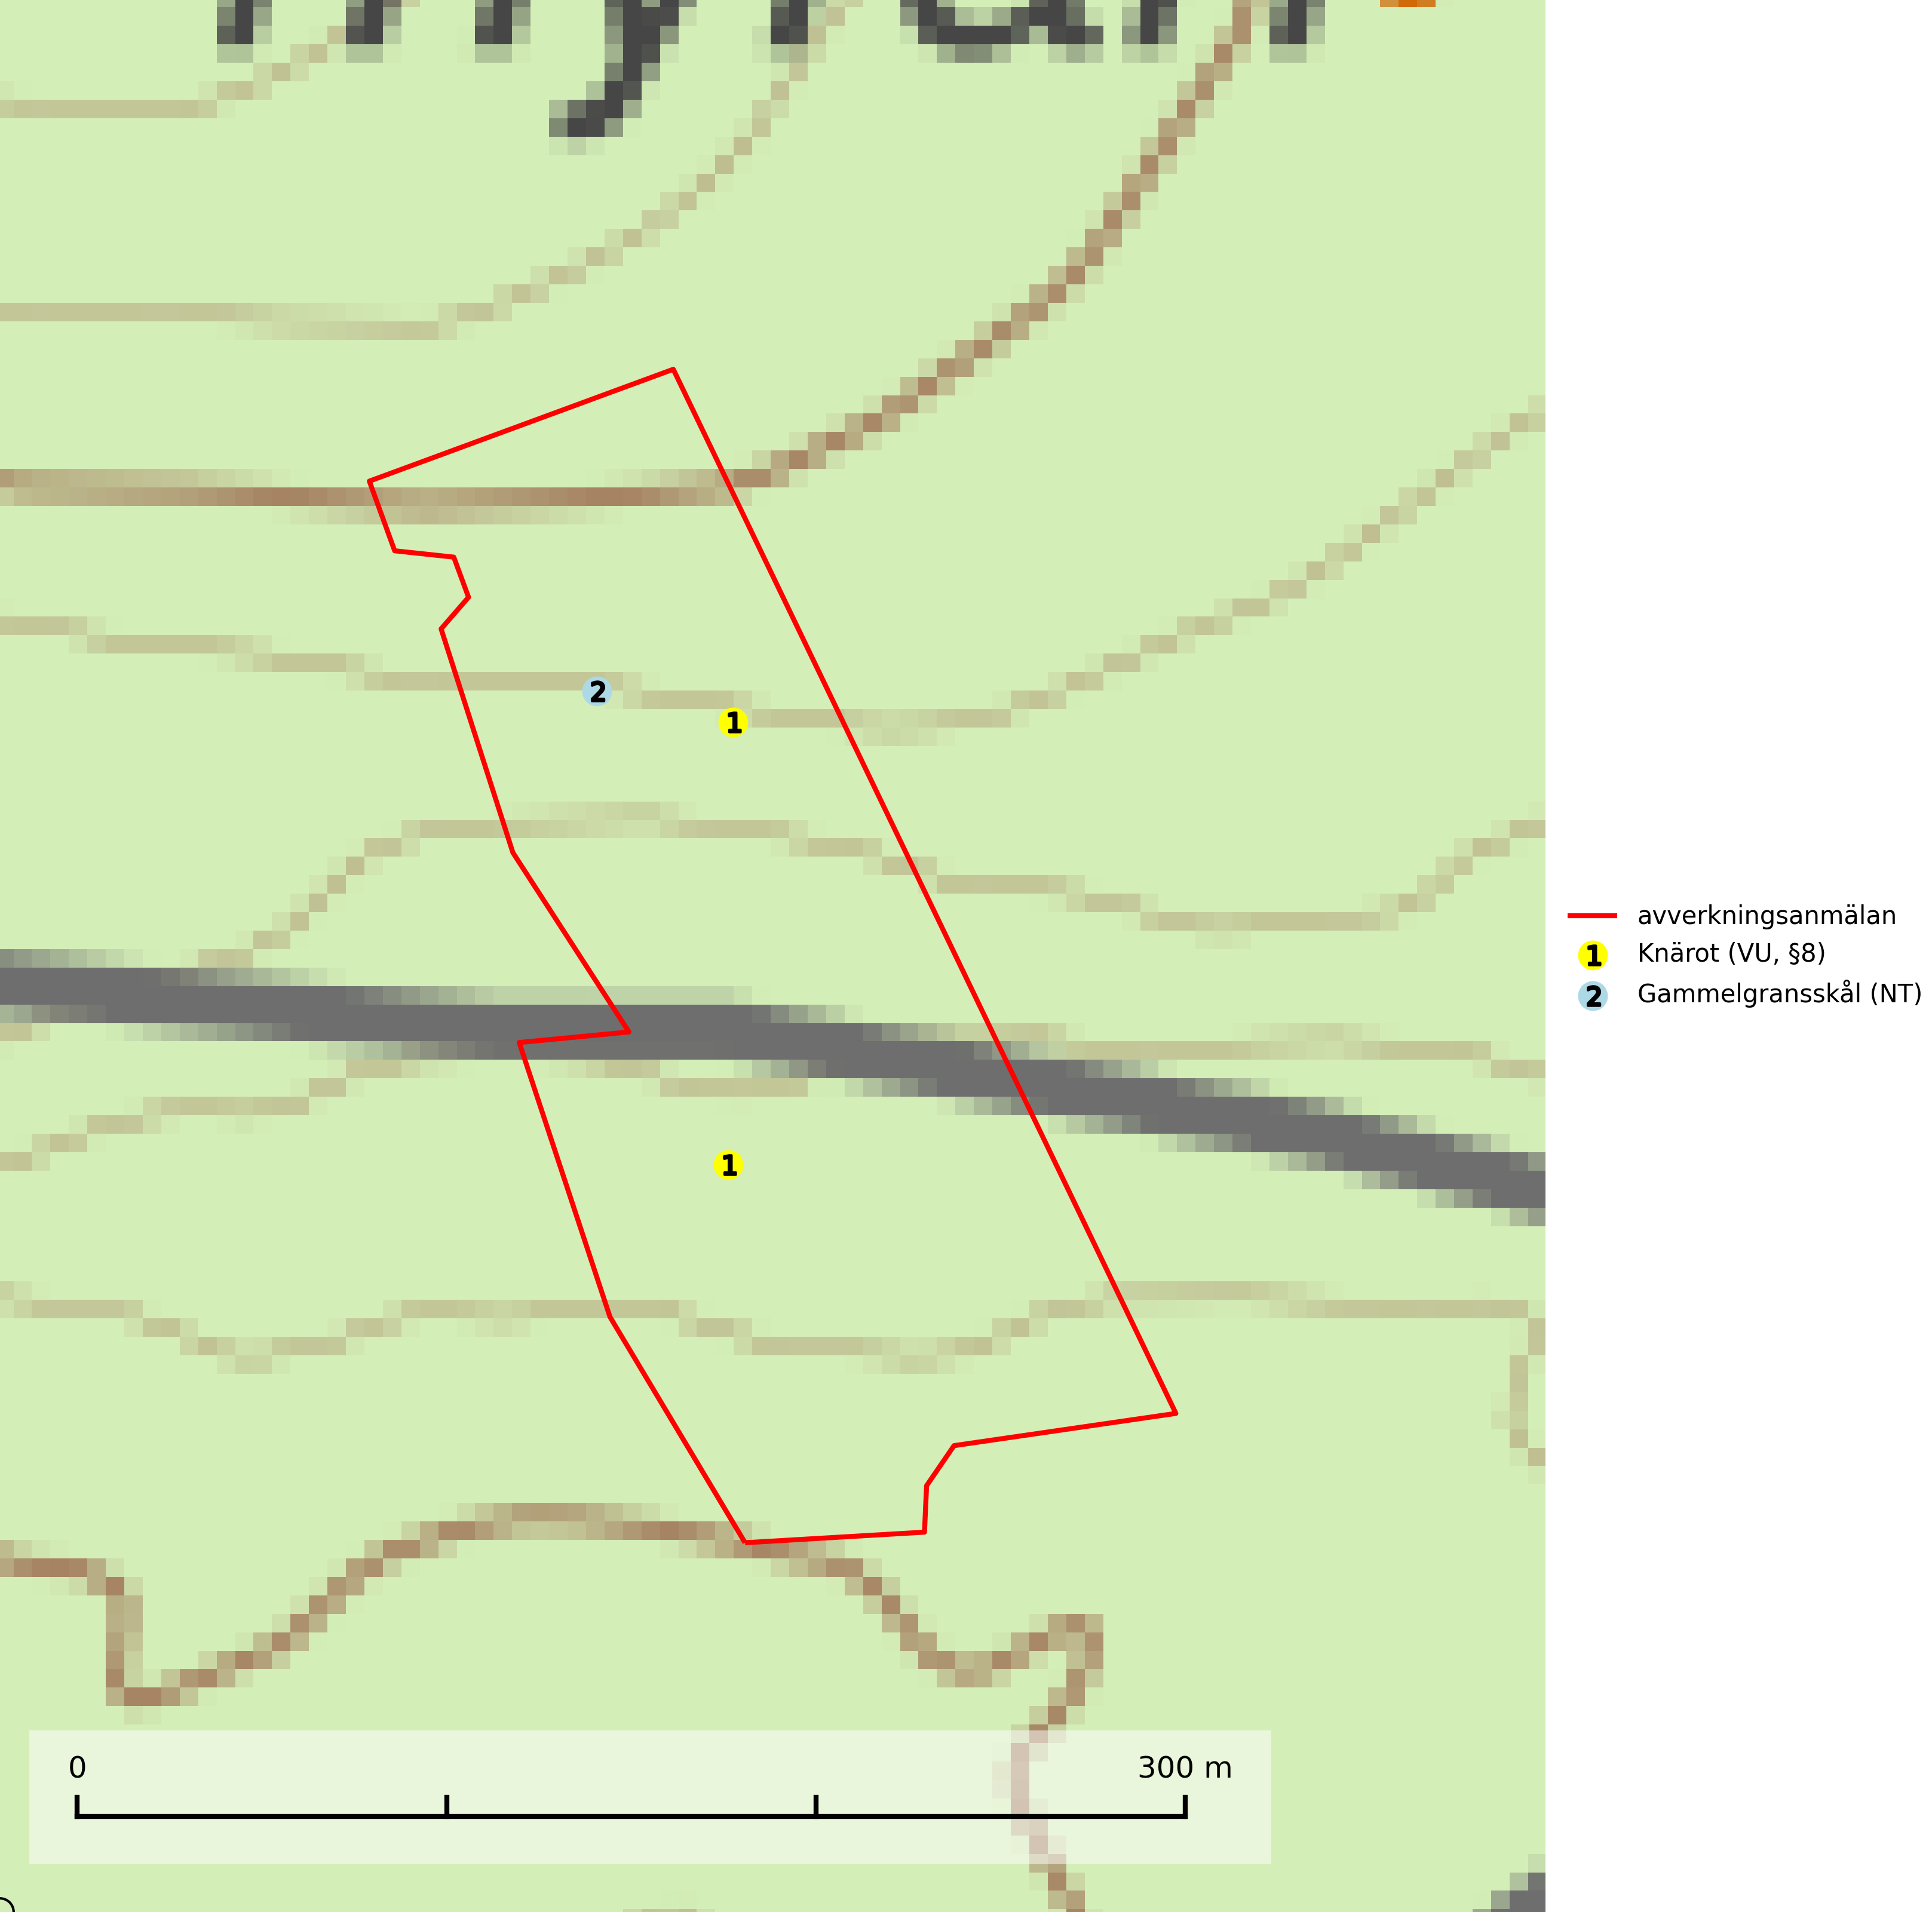 2
1
1
avverkningsanmälan
1 Knärot (VU, §8)
2 Gammelgransskål (NT)
0 300 m